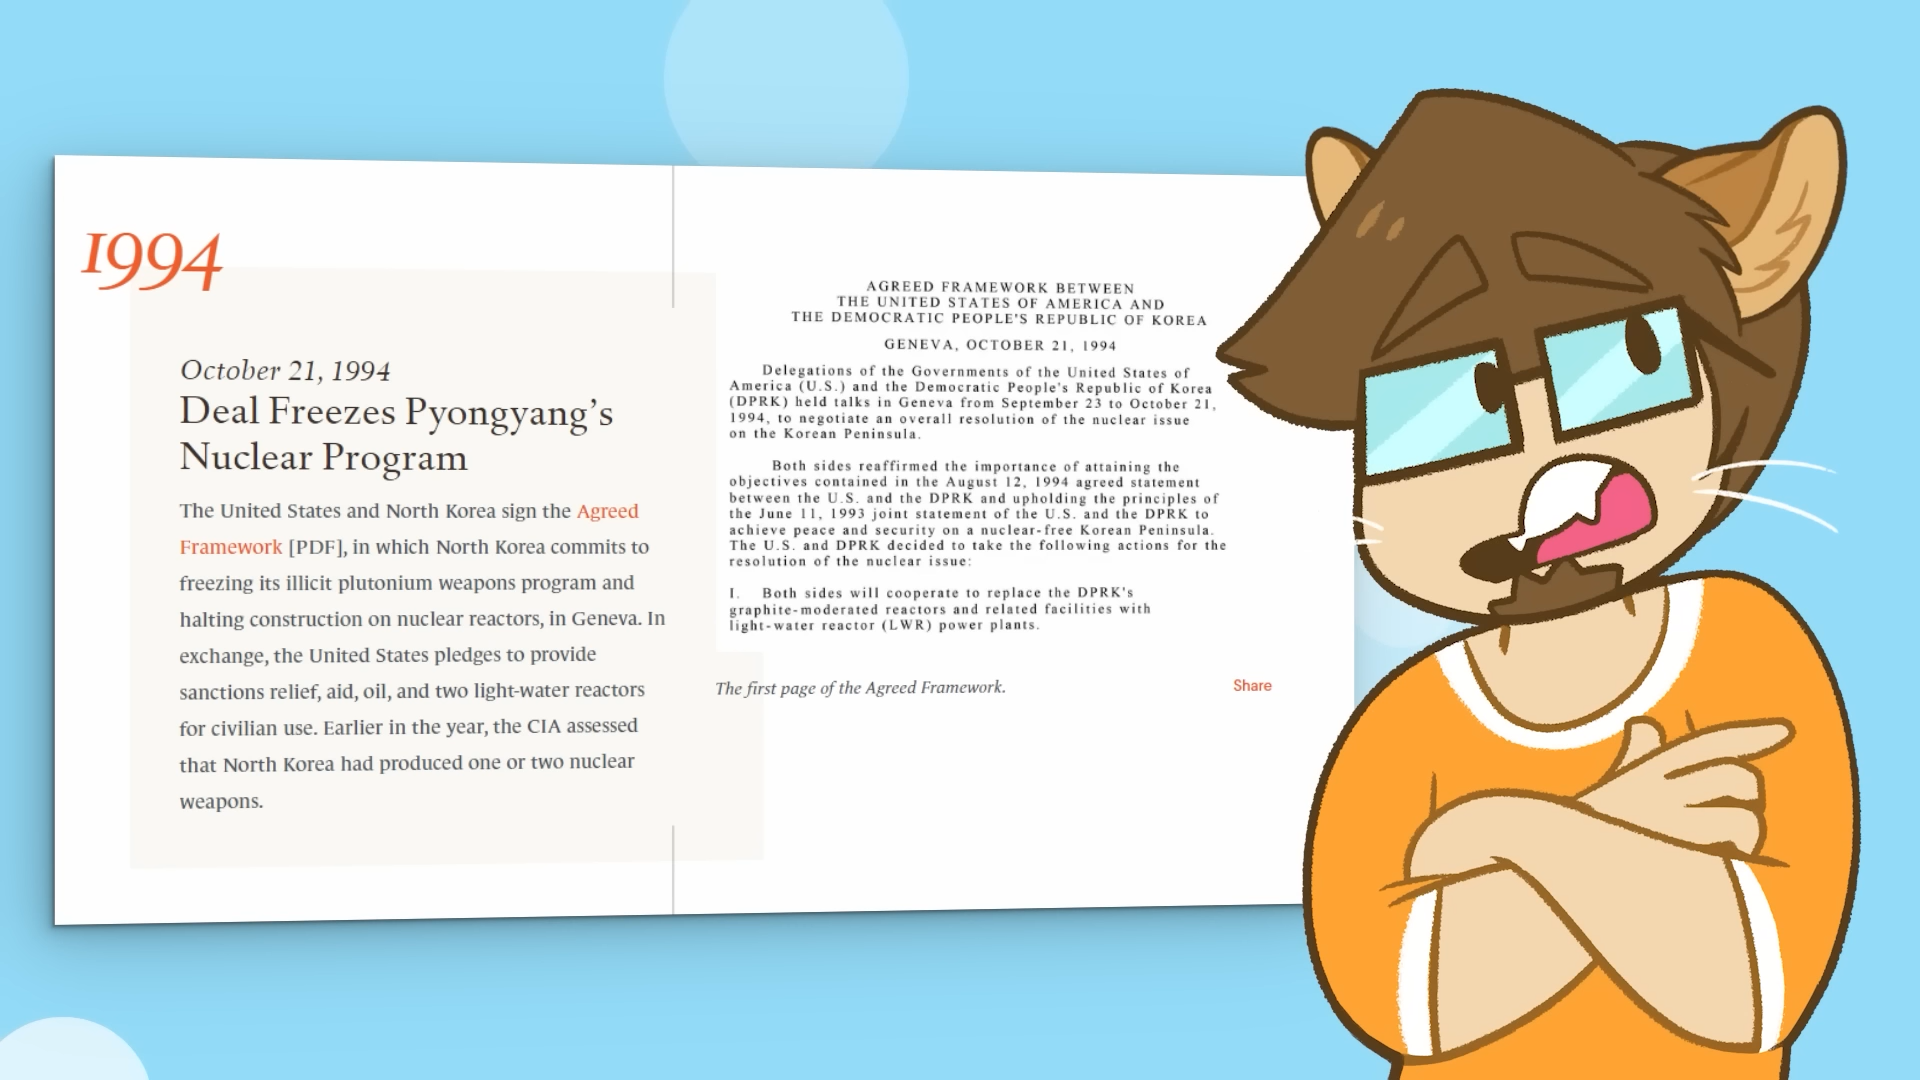 1994
October 21, 1994
Deal Freezes Pyongyang's
Nuclear Program
The United States and North Korea sign the Agreed
Framework [PDF], in which North Korea commits to
freezing its illicit plutonium weapons program and
halting construction on nuclear reactors, in Geneva. In
exchange, the United States pledges to provide
sanctions relief, aid, oil, and two light-water reactors
for civilian use. Earlier in the year, the CIA assessed
that North Korea had produced one or two nuclear
weapons.
AGREED FRAMEWORK BETWEEN
THE UNITED STATES OF AMERICA AND
THE DEMOCRATIC PEOPLE'S REPUBLIC OF KOREA
GENEVA, OCTOBER 21, 1994
Delegations of the Governments of the United States of
America (U.S.) and the Democratic People's Republic of Korea
(DPRK) held talks in Geneva from September 23 to October 21,
1994, to negotiate an overall resolution of the nuclear issue
on the Korean Peninsula.
Both sides reaffirmed the importance of attaining the
objectives contained in the August 12, 1994 agreed statement
between the U.S. and the DPRK and upholding the principles of
the June 11, 1993 joint statement of the U.S. and the DPRK to
achieve peace and security on a nuclear-free Korean Peninsula.
The U.S. and DPRK decided to take the following actions for the
resolution of the nuclear issue:
I. Both sides will cooperate to replace the DPRK's
graphite-moderated reactors and related facilities with
light-water reactor (LWR) power plants.
The first page of the Agreed Framework.
Share